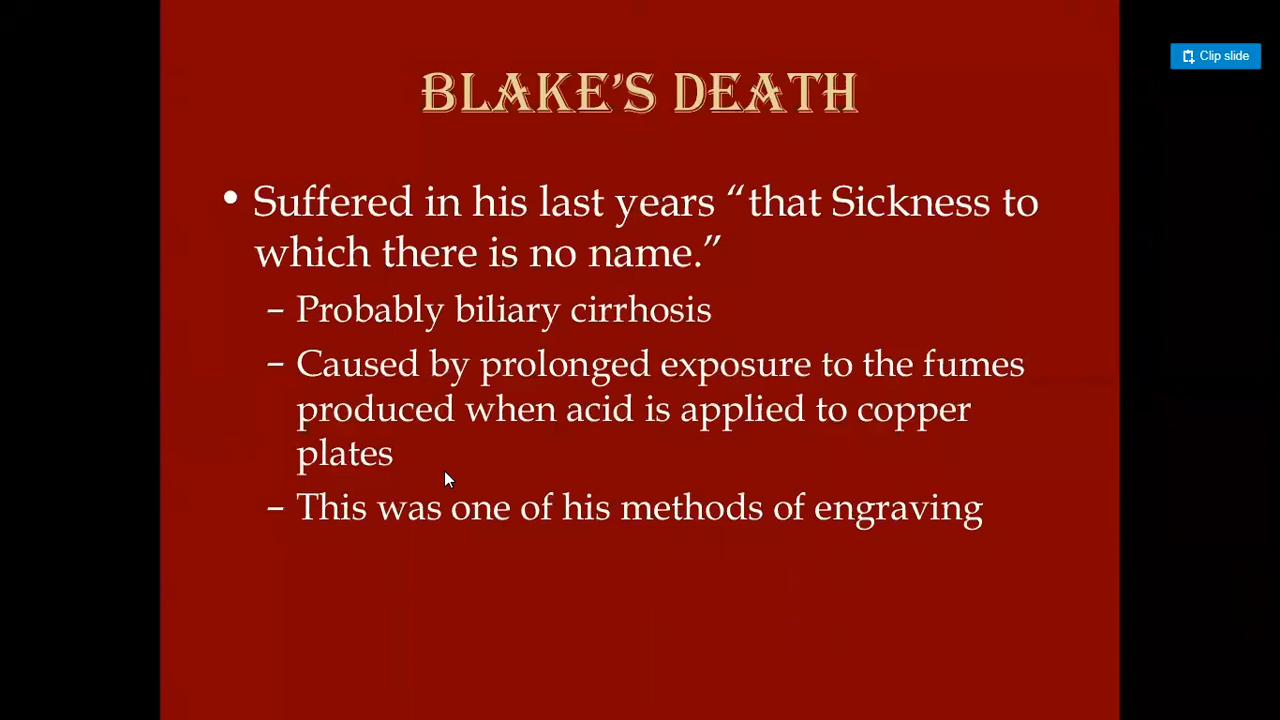 Clip slide
BLAKE'S DEATH
• Suffered in his last years “that Sickness to
which there is no name.”
– Probably biliary cirrhosis
– Caused by prolonged exposure to the fumes
produced when acid is applied to copper
plates
– This was one of his methods of engraving